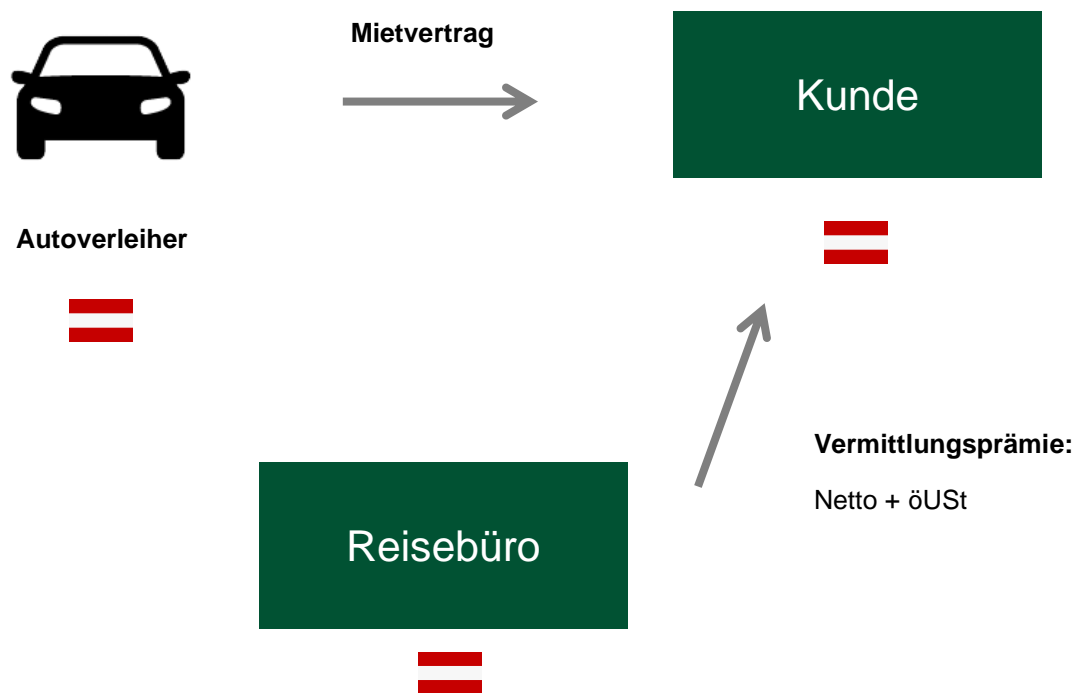 Mietvertrag
Kunde
Autoverleiher
Vermittlungsprämie:
Netto + öUSt
Reisebüro